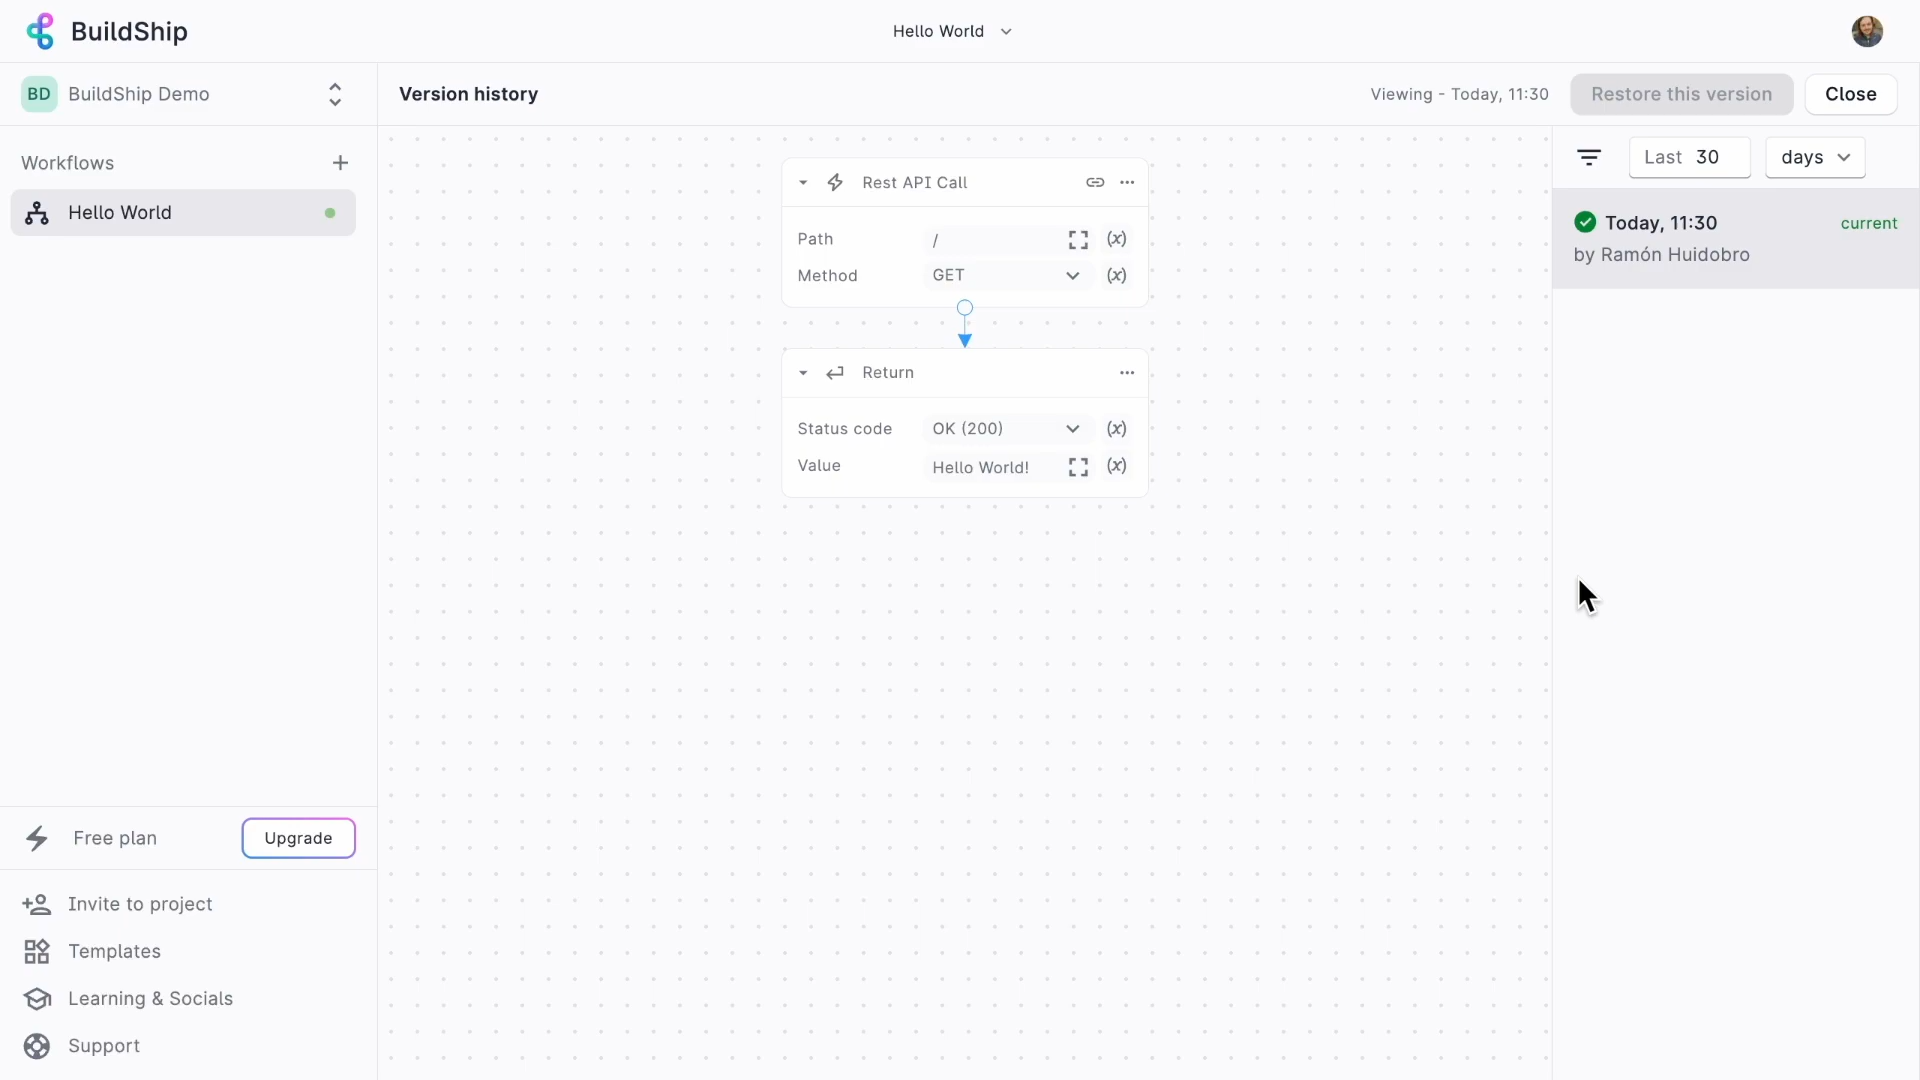 BuildShip
Hello World
BD BuildShip Demo
Version history
Viewing - Today, 11:30
Restore this version
Close
Workflows
Hello World
Rest API Call
Path / (x)
Method GET (x)
Return
Status code OK (200) (x)
Value Hello World! (x)
Last 30 days
Today, 11:30 current
by Ramón Huidobro
Free plan Upgrade
Invite to project
Templates
Learning & Socials
Support